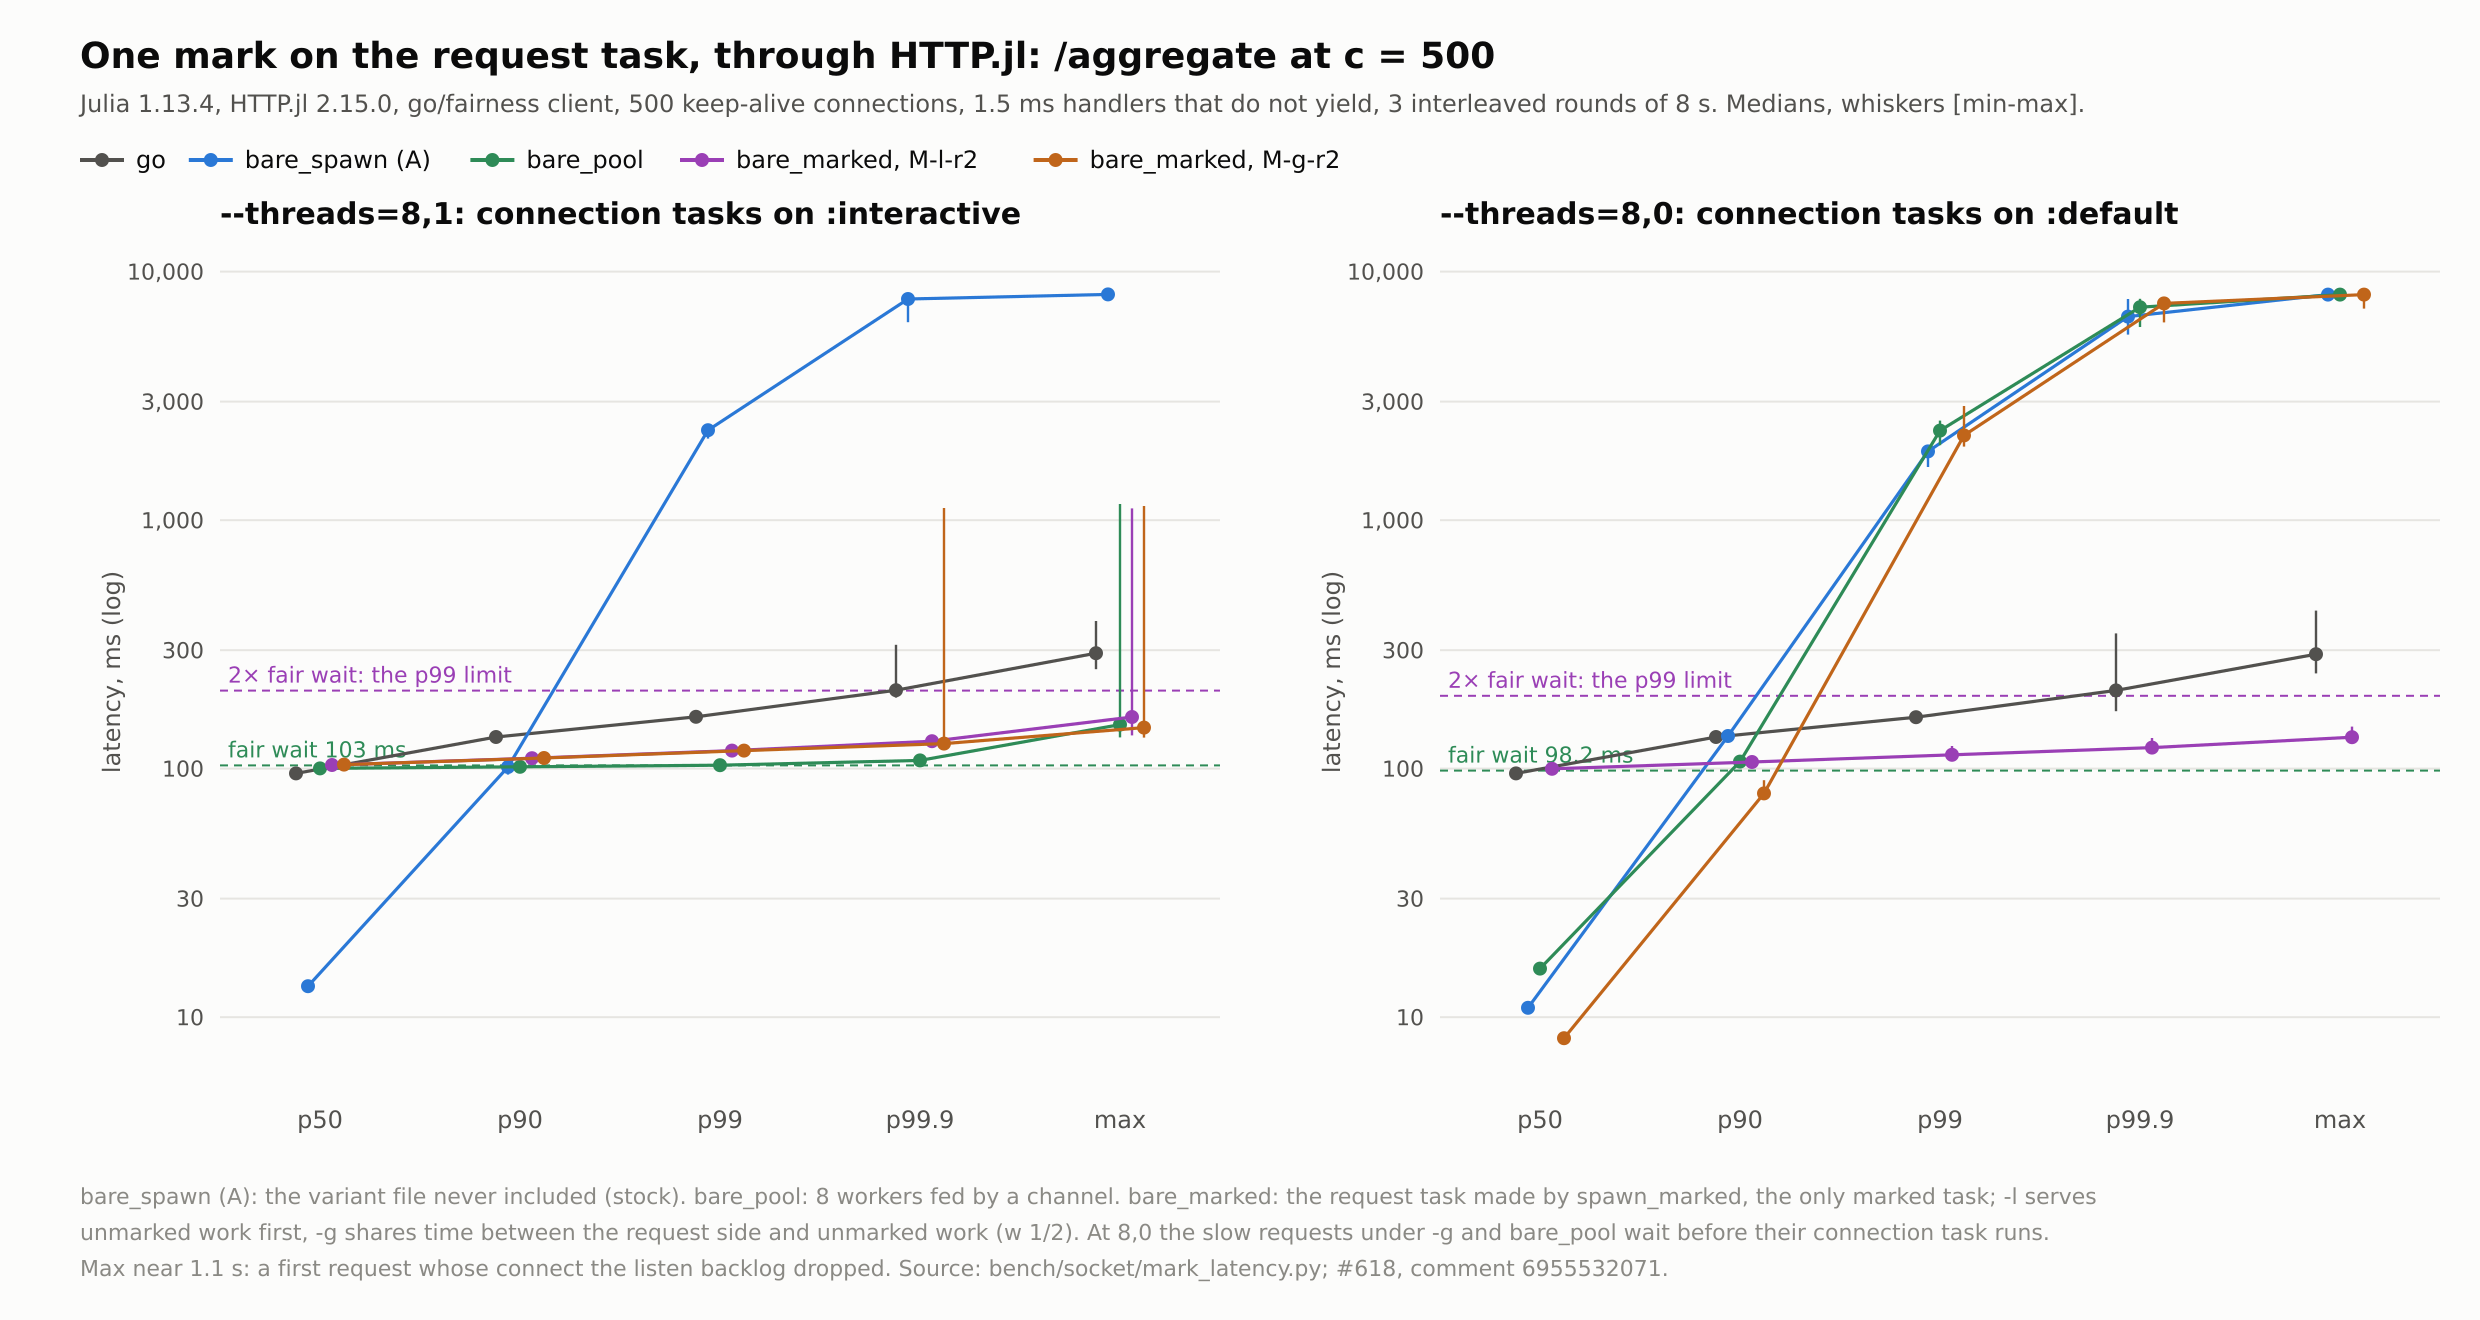 One mark on the request task, through HTTP.jl: /aggregate at c = 500
Julia 1.13.4, HTTP.jl 2.15.0, go/fairness client, 500 keep-alive connections, 1.5 ms handlers that do not yield, 3 interleaved rounds of 8 s. Medians, whiskers [min-max].
go bare_spawn (A) bare_pool bare_marked, M-l-r2 bare_marked, M-g-r2
--threads=8,1: connection tasks on :interactive
10,000
3,000
1,000
300
100
30
10
latency, ms (log)
2× fair wait: the p99 limit
fair wait 103 ms
p50 p90 p99 p99.9 max
--threads=8,0: connection tasks on :default
10,000
3,000
1,000
300
100
30
10
latency, ms (log)
2× fair wait: the p99 limit
fair wait 98.2 ms
p50 p90 p99 p99.9 max
bare_spawn (A): the variant file never included (stock). bare_pool: 8 workers fed by a channel. bare_marked: the request task made by spawn_marked, the only marked task; -l serves
unmarked work first, -g shares time between the request side and unmarked work (w 1/2). At 8,0 the slow requests under -g and bare_pool wait before their connection task runs.
Max near 1.1 s: a first request whose connect the listen backlog dropped. Source: bench/socket/mark_latency.py; #618, comment 6955532071.